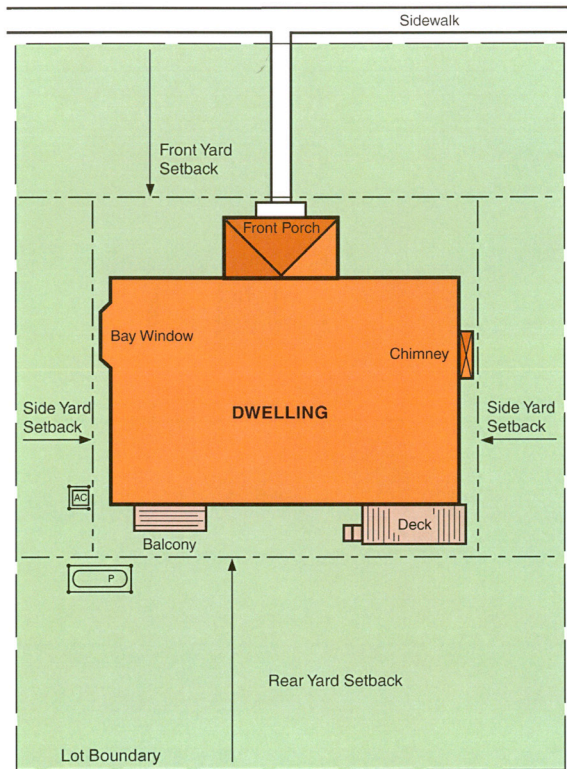 Sidewalk
Front Yard
Setback
Front Porch
Bay Window
Chimney
DWELLING
Side Yard
Setback
Side Yard
Setback
AC
Deck
Balcony
P
Rear Yard Setback
Lot Boundary